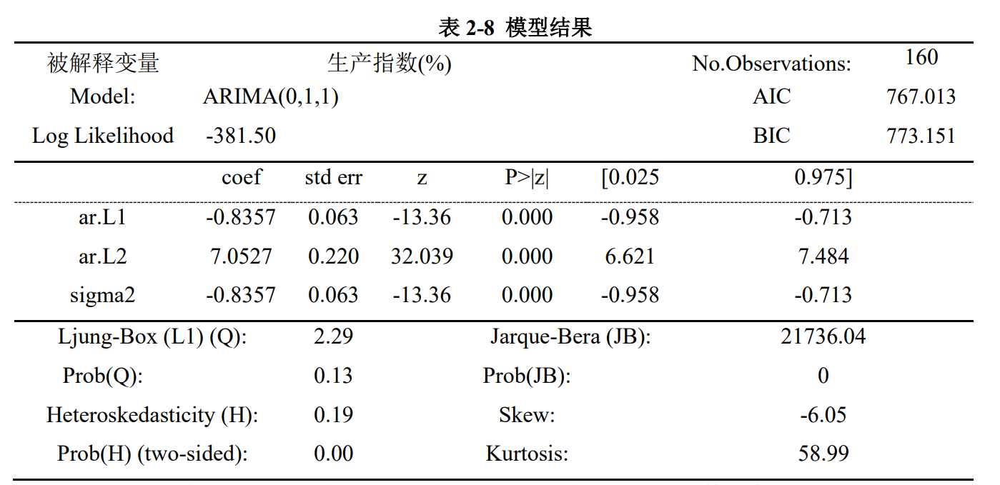 表 2-8 模型结果
被解释变量 生产指数(%) No.Observations: 160
Model: ARIMA(0,1,1) AIC 767.013
Log Likelihood -381.50 BIC 773.151
coef std err z P>|z| [0.025 0.975]
ar.L1 -0.8357 0.063 -13.36 0.000 -0.958 -0.713
ar.L2 7.0527 0.220 32.039 0.000 6.621 7.484
sigma2 -0.8357 0.063 -13.36 0.000 -0.958 -0.713
Ljung-Box (L1) (Q): 2.29 Jarque-Bera (JB): 21736.04
Prob(Q): 0.13 Prob(JB): 0
Heteroskedasticity (H): 0.19 Skew: -6.05
Prob(H) (two-sided): 0.00 Kurtosis: 58.99